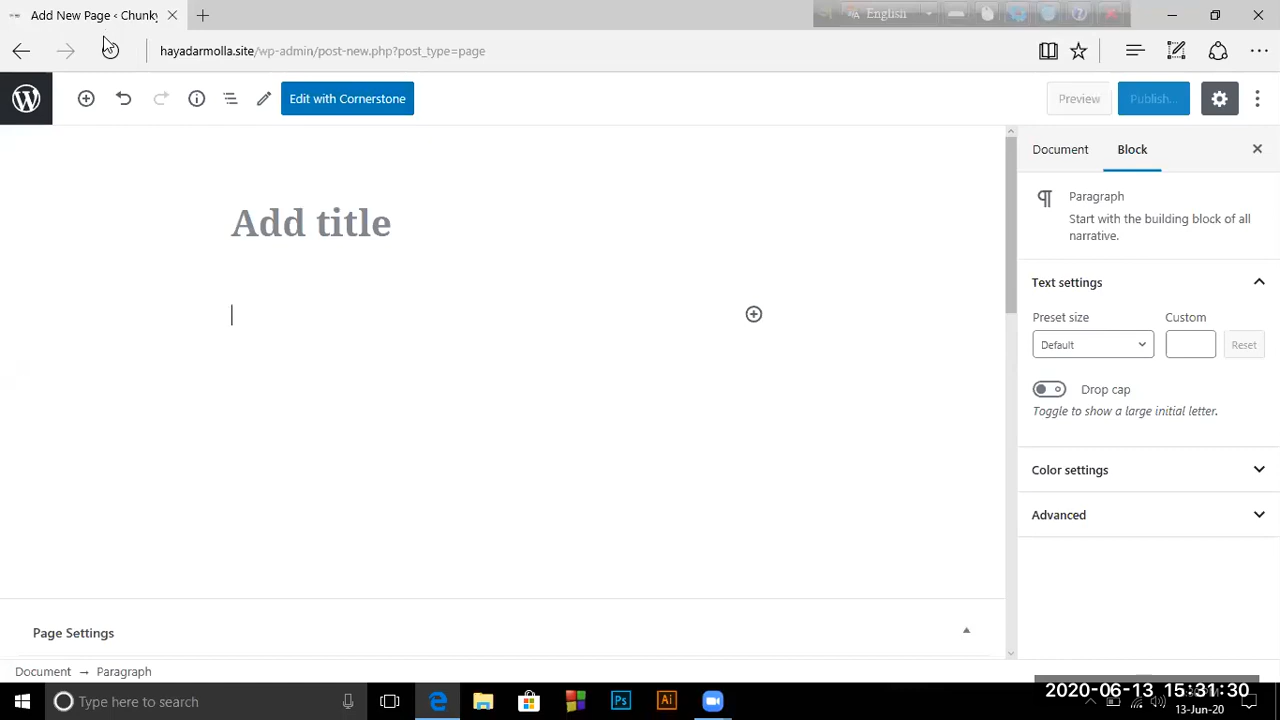 Add New Page ‹ Chunky
English
hayadarmolla.site/wp-admin/post-new.php?post_type=page
Edit with Cornerstone
Preview
Publish...
Document
Block
Add title
Paragraph
Start with the building block of all
narrative.
Text settings
Preset size
Custom
Default
Reset
Drop cap
Toggle to show a large initial letter.
Color settings
Advanced
Page Settings
Document → Paragraph
Type here to search
Ps
Ai
2020-06-13 15:31:30
13-Jun-20